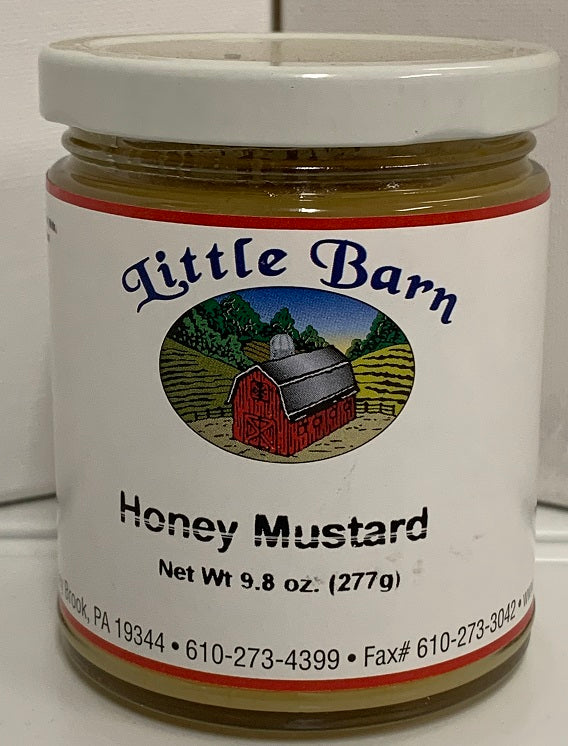 Little Barn
Honey Mustard
Net Wt 9.8 oz. (277g)
Brook, PA 19344 • 610-273-4399 • Fax# 610-273-3042 •